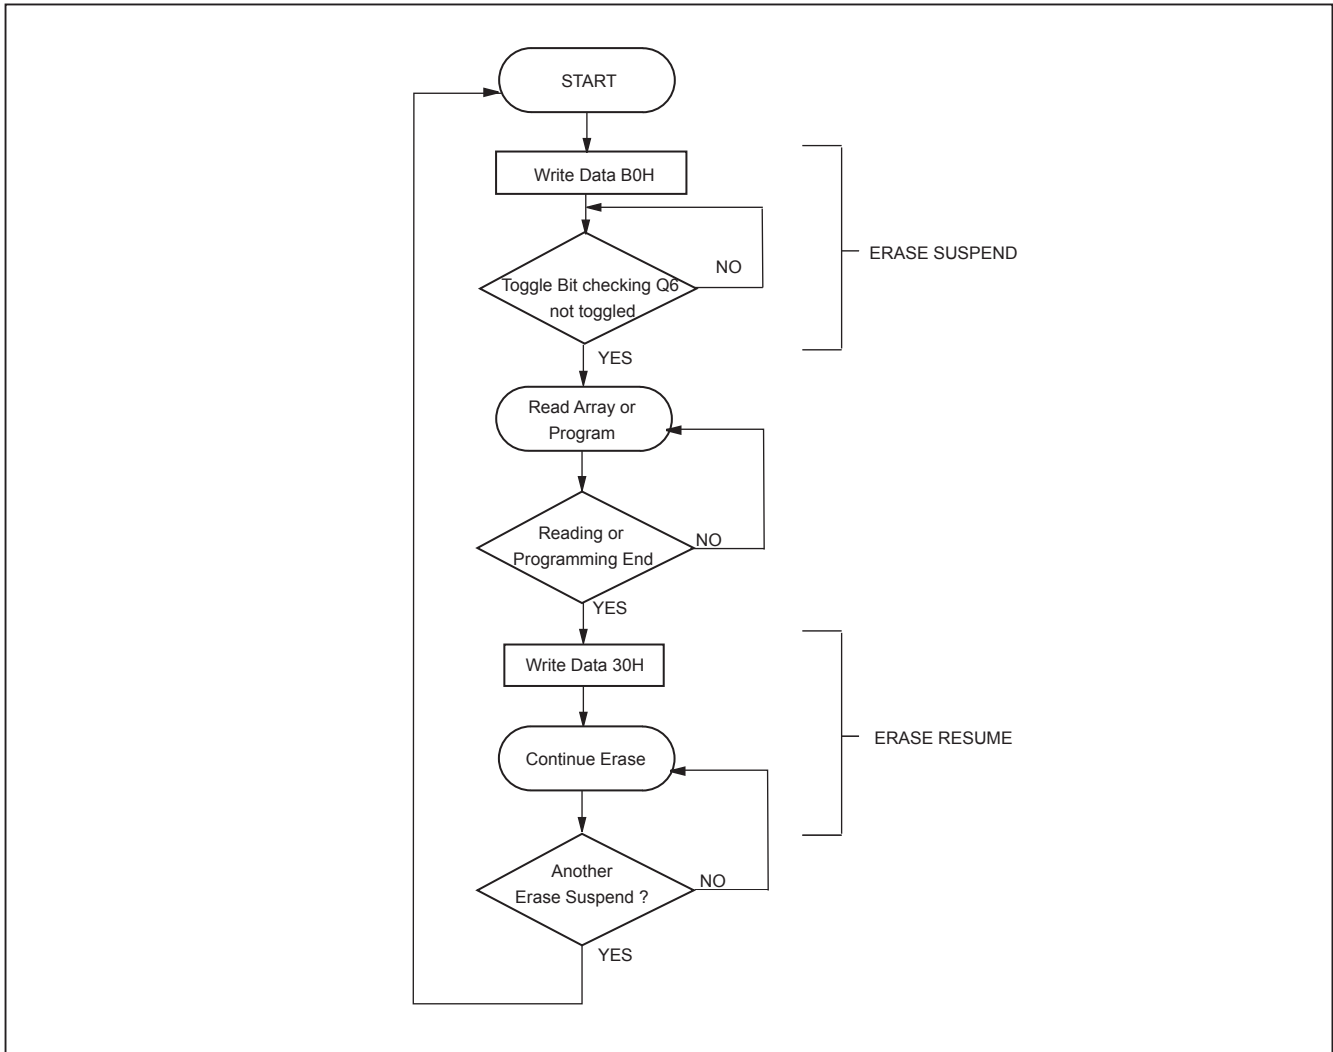 START
Write Data B0H
ERASE SUSPEND
NO
Toggle Bit checking Q6
not toggled
YES
Read Array or
Program
Reading or
Programming End
NO
YES
Write Data 30H
ERASE RESUME
Continue Erase
Another
Erase Suspend ?
NO
YES